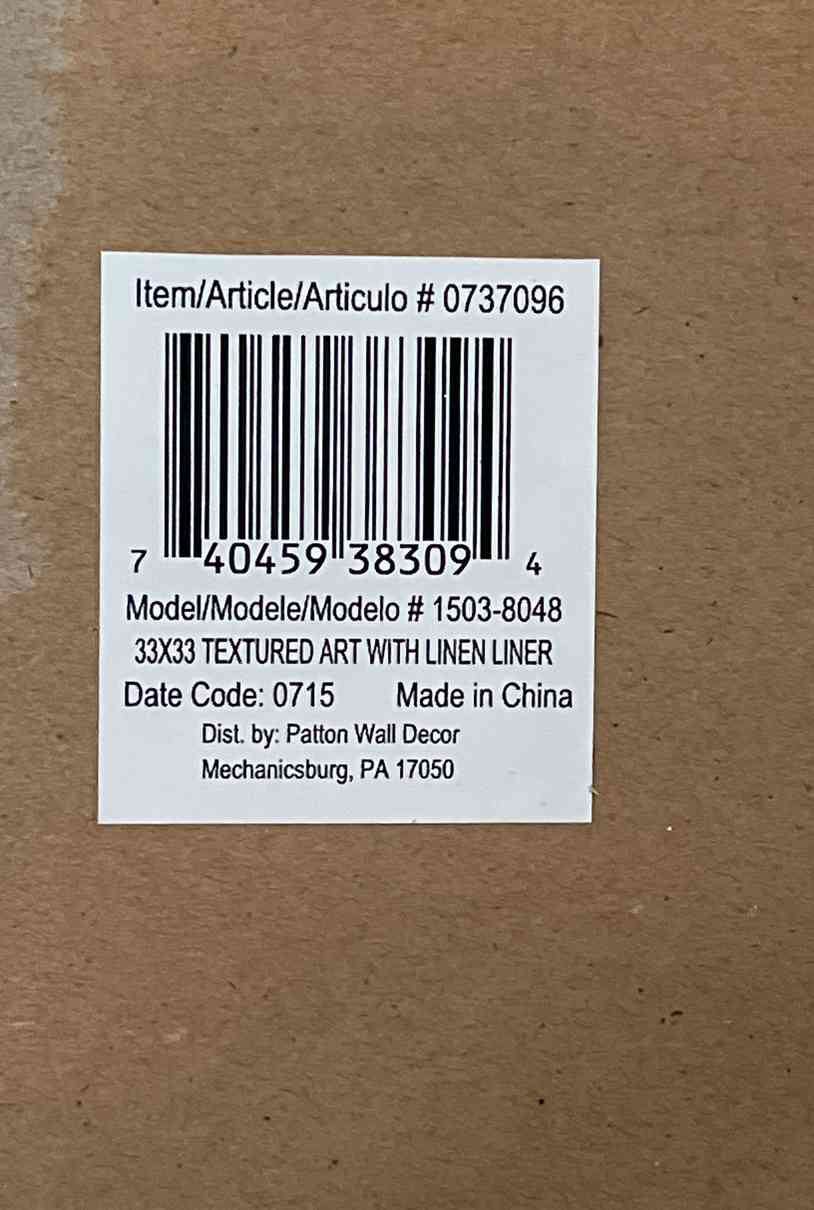 Item/Article/Articulo # 0737096
7 40459 38309 4
Model/Modele/Modelo # 1503-8048
33X33 TEXTURED ART WITH LINEN LINER
Date Code: 0715 Made in China
Dist. by: Patton Wall Decor
Mechanicsburg, PA 17050